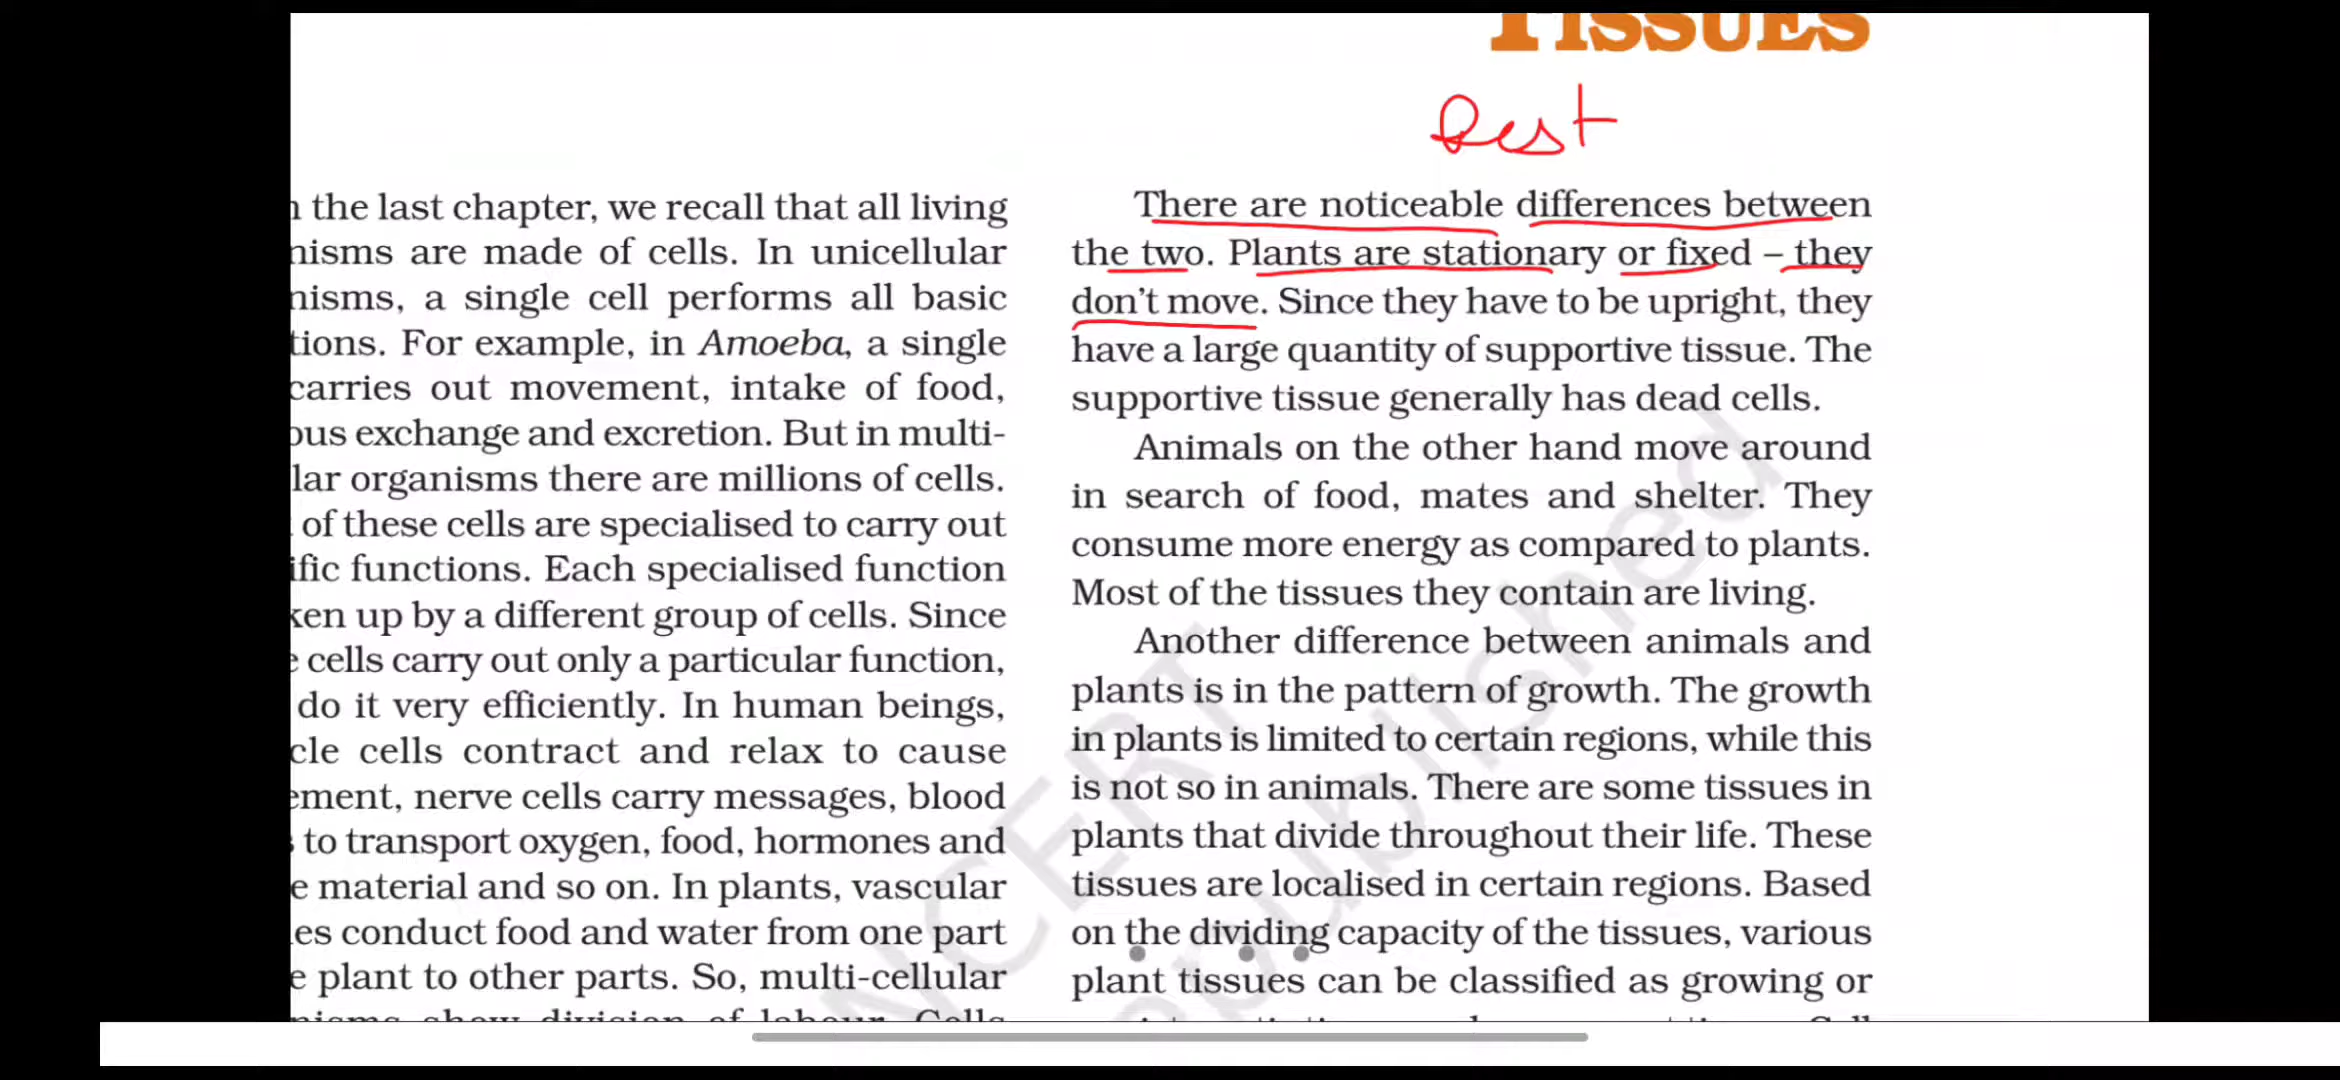 TISSUES
Rest
n the last chapter, we recall that all living
nisms are made of cells. In unicellular
nisms, a single cell performs all basic
tions. For example, in Amoeba, a single
carries out movement, intake of food,
ous exchange and excretion. But in multi-
lar organisms there are millions of cells.
of these cells are specialised to carry out
ific functions. Each specialised function
ken up by a different group of cells. Since
e cells carry out only a particular function,
do it very efficiently. In human beings,
cle cells contract and relax to cause
ement, nerve cells carry messages, blood
s to transport oxygen, food, hormones and
e material and so on. In plants, vascular
es conduct food and water from one part
e plant to other parts. So, multi-cellular
nisms show division of labour. Cells
There are noticeable differences between
the two. Plants are stationary or fixed – they
don't move. Since they have to be upright, they
have a large quantity of supportive tissue. The
supportive tissue generally has dead cells.
Animals on the other hand move around
in search of food, mates and shelter. They
consume more energy as compared to plants.
Most of the tissues they contain are living.
Another difference between animals and
plants is in the pattern of growth. The growth
in plants is limited to certain regions, while this
is not so in animals. There are some tissues in
plants that divide throughout their life. These
tissues are localised in certain regions. Based
on the dividing capacity of the tissues, various
plant tissues can be classified as growing or
NCERT
published